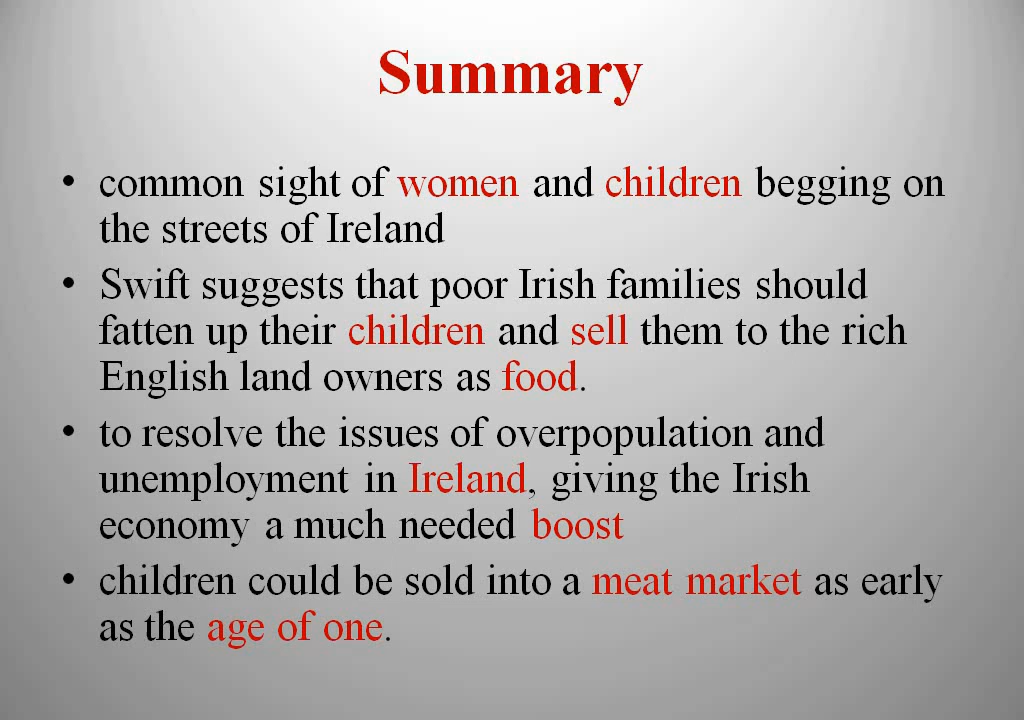 Summary
• common sight of women and children begging on
the streets of Ireland
• Swift suggests that poor Irish families should
fatten up their children and sell them to the rich
English land owners as food.
• to resolve the issues of overpopulation and
unemployment in Ireland, giving the Irish
economy a much needed boost
• children could be sold into a meat market as early
as the age of one.